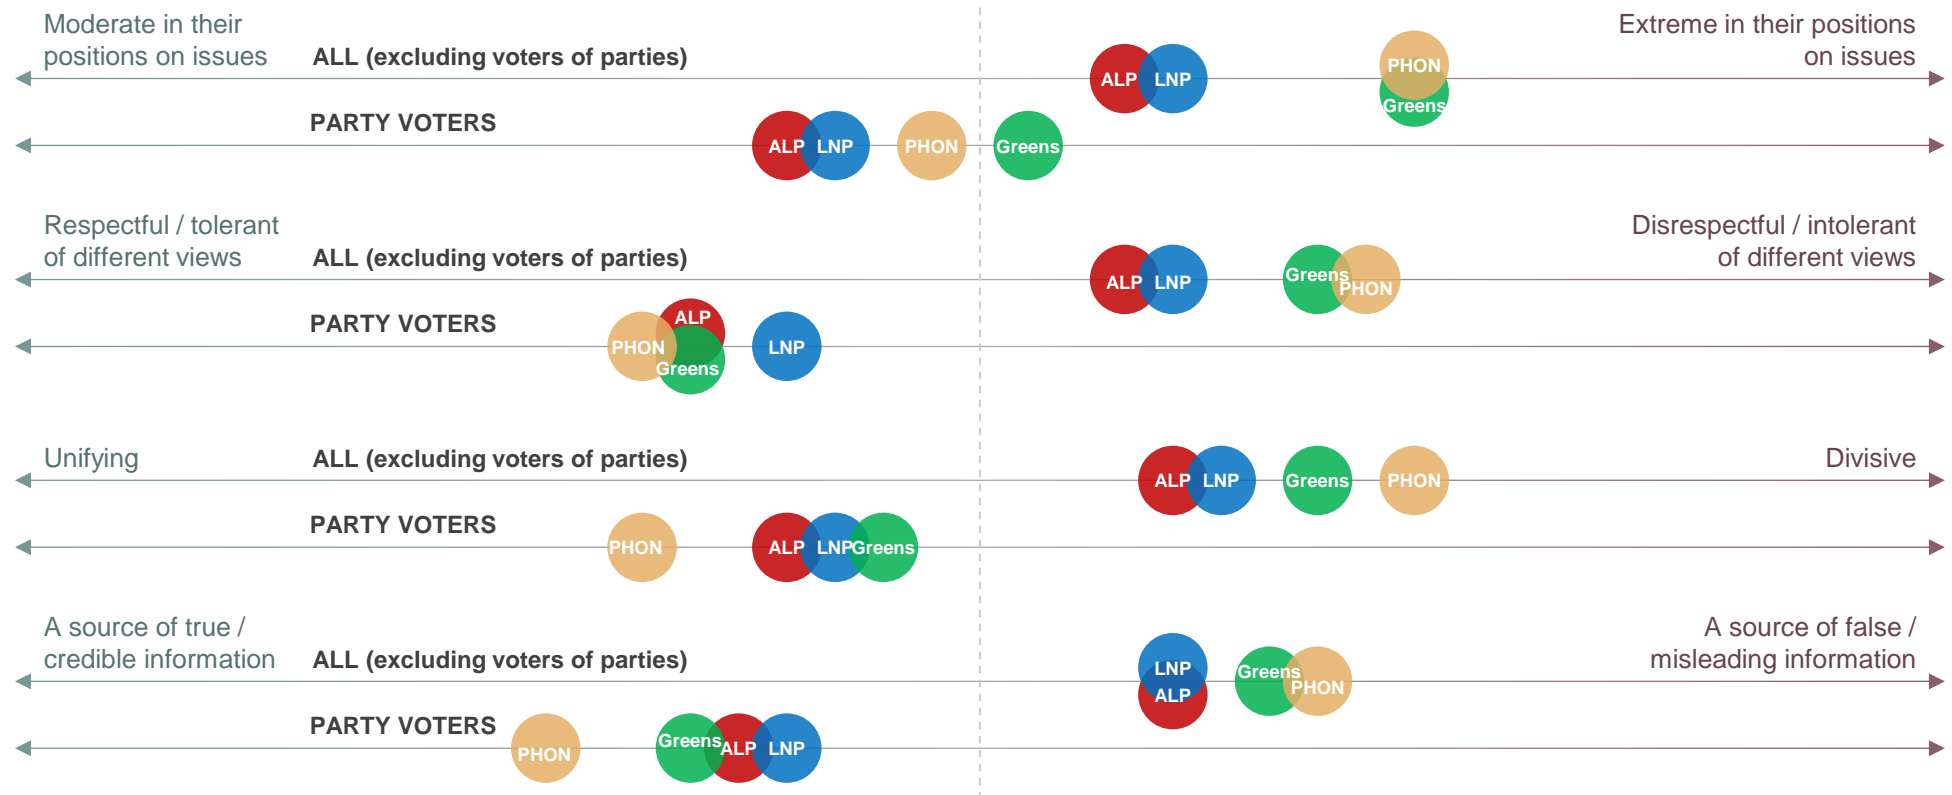 Moderate in their
positions on issues
ALL (excluding voters of parties)
Extreme in their positions
on issues
ALP LNP PHON
Greens
PARTY VOTERS
ALP LNP PHON Greens
Respectful / tolerant
of different views
ALL (excluding voters of parties)
Disrespectful / intolerant
of different views
ALP LNP Greens PHON
PARTY VOTERS
ALP
PHON LNP
Greens
Unifying
ALL (excluding voters of parties)
Divisive
ALP LNP Greens PHON
PARTY VOTERS
PHON ALP LNP Greens
A source of true /
credible information
ALL (excluding voters of parties)
A source of false /
misleading information
LNP Greens PHON
ALP
PARTY VOTERS
PHON Greens ALP LNP